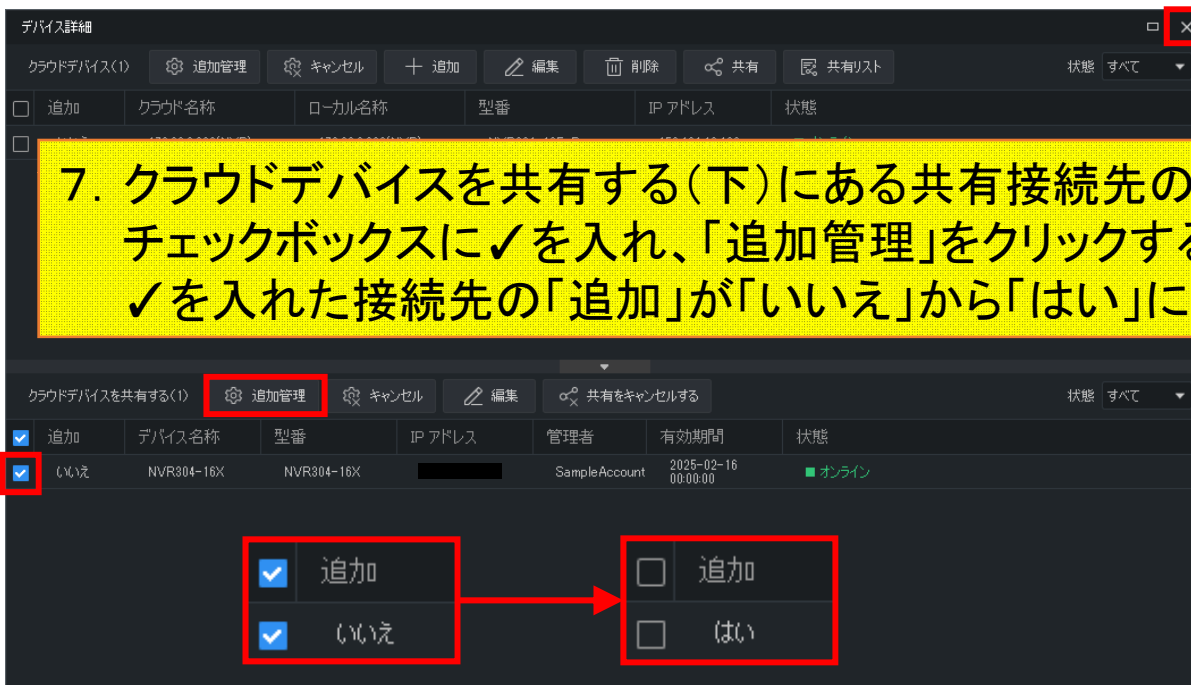 デバイス詳細
クラウドデバイス(1) 追加管理 キャンセル 追加 編集 削除 共有 共有リスト 状態 すべて
追加 クラウド名称 ローカル名称 型番 IP アドレス 状態
7. クラウドデバイスを共有する(下)にある共有接続先の
チェックボックスに✓を入れ、「追加管理」をクリックする
✓を入れた接続先の「追加」が「いいえ」から「はい」に
クラウドデバイスを共有する(1) 追加管理 キャンセル 編集 共有をキャンセルする 状態 すべて
追加 デバイス名称 型番 IP アドレス 管理者 有効期間 状態
いいえ NVR304-16X NVR304-16X SampleAccount 2025-02-16 00:00:00 オンライン
追加 追加
いいえ はい